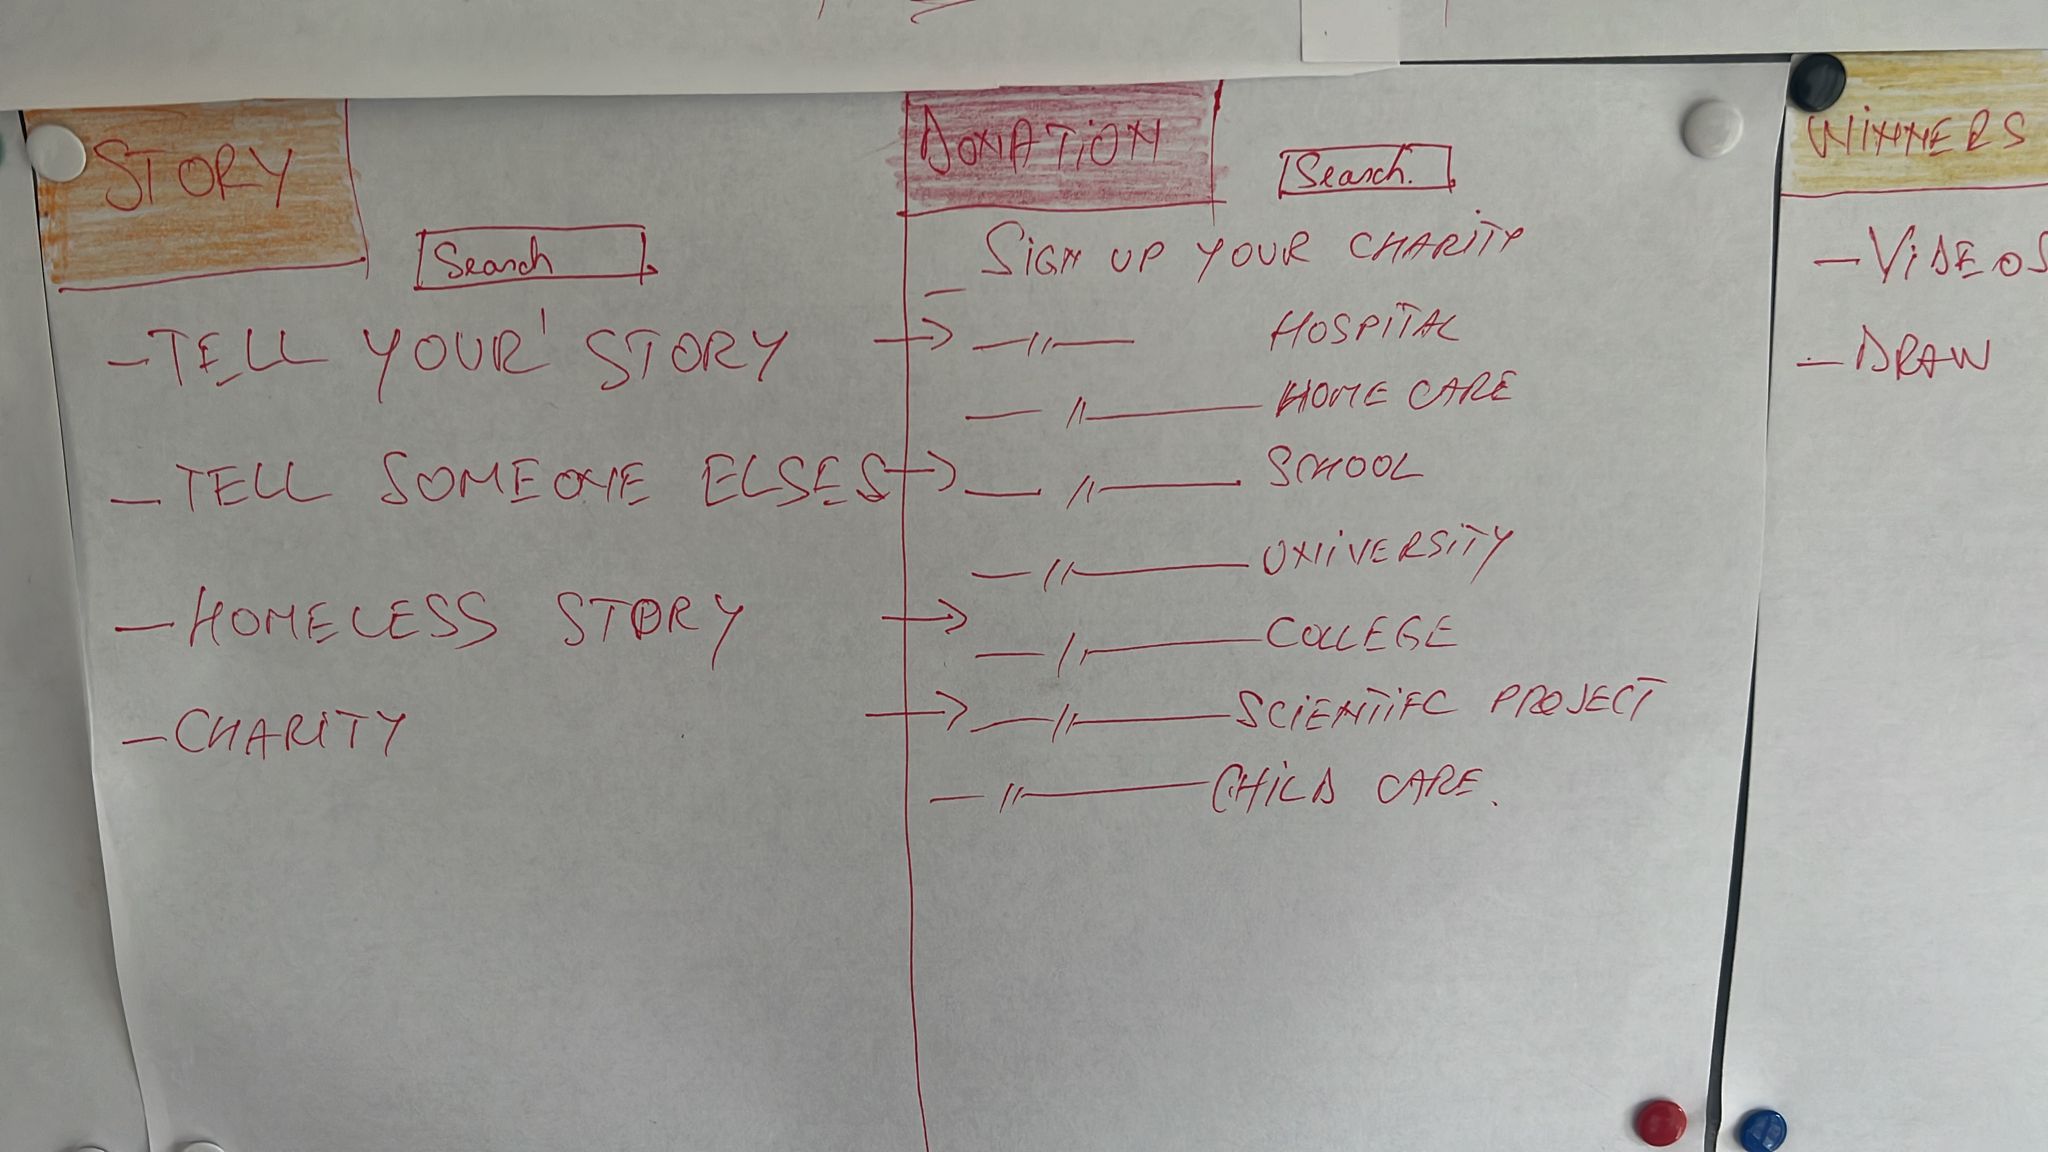 STORY
Search
- TELL YOUR STORY →
- TELL SOMEONE ELSES →
- HOMELESS STORY →
- CHARITY →
DONATION
Search.
SIGN UP YOUR CHARITY
— 〃 — HOSPITAL
— 〃 — HOME CARE
— 〃 — SCHOOL
— 〃 — UNIVERSITY
— 〃 — COLLEGE
— 〃 — SCIENTIFC PROJECT
— 〃 — CHILD CARE.
WINNERS
- VIDEOS
- DRAW